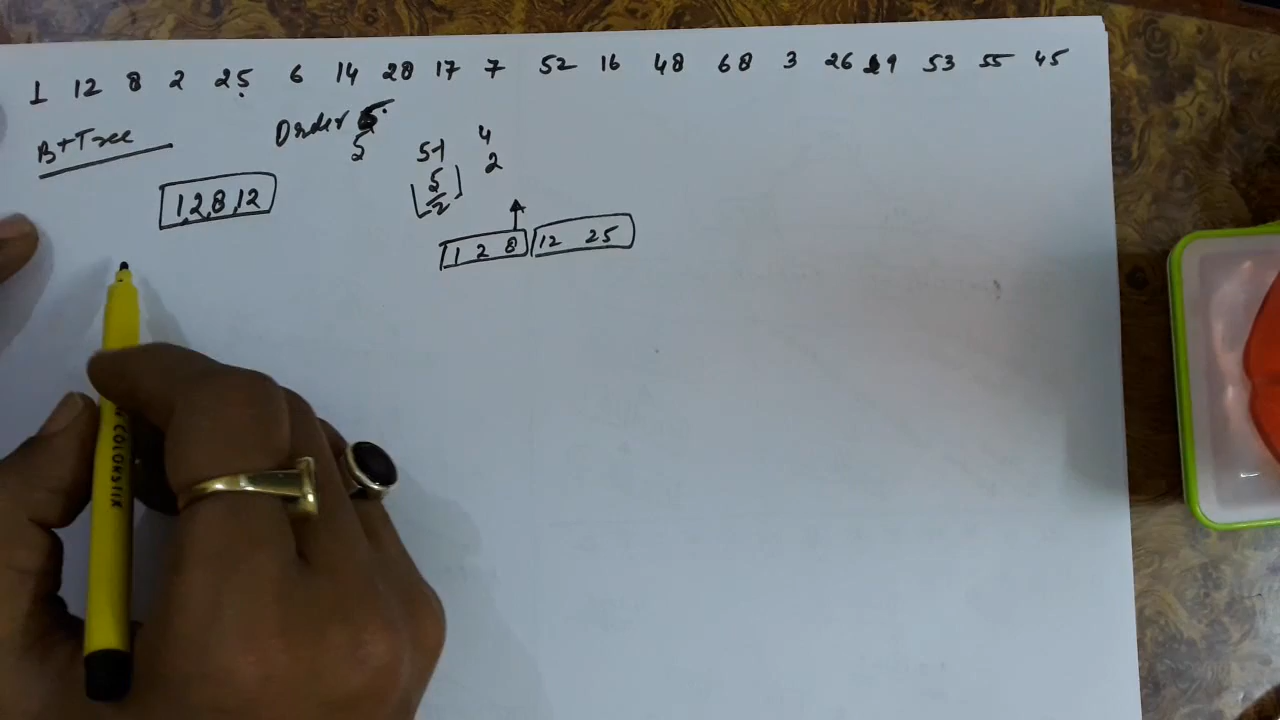 1 12 8 2 25 6 14 28 17 7 52 16 48 68 3 26 29 53 55 45
B+Tree
Order 5
5
5-1 4
⌊5/2⌋ 2
1,2,8,12
1 2 8 12 25
COLORSTIX